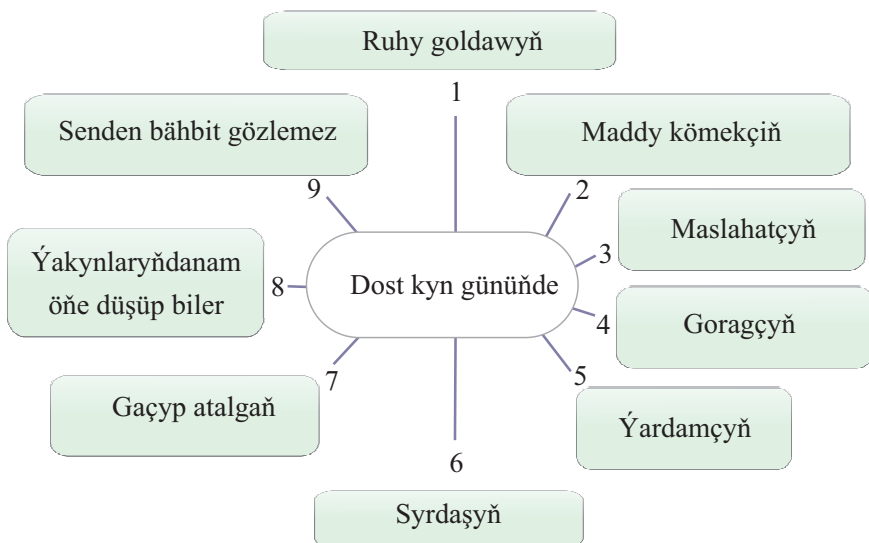 Ruhy goldawyň
1
Senden bähbit gözlemez
Maddy kömekçiň
9
2
Maslahatçyň
3
Ýakynlaryňdanam
öňe düşüp biler
8
Dost kyn günüňde
4
Goragçyň
7
5
Gaçyp atalgaň
Ýardamçyň
6
Syrdaşyň